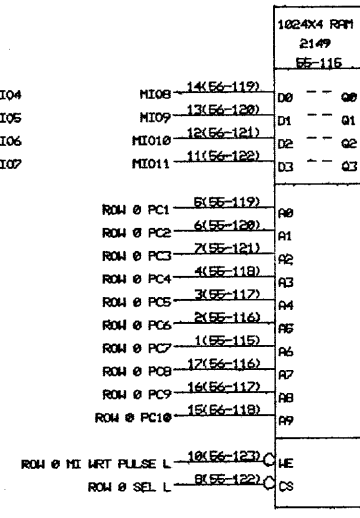 1024X4 RAM
2149
55-115
IO4
IO5
IO6
IO7
MIO8 14(56-119) D0 -- Q0
MIO9 13(56-120) D1 -- Q1
MIO10 12(56-121) D2 -- Q2
MIO11 11(56-122) D3 -- Q3
ROW 0 PC1 5(55-119) A0
ROW 0 PC2 6(55-120) A1
ROW 0 PC3 7(55-121) A2
ROW 0 PC4 4(55-118) A3
ROW 0 PC5 3(55-117) A4
ROW 0 PC6 2(55-116) A5
ROW 0 PC7 1(55-115) A6
ROW 0 PC8 17(56-116) A7
ROW 0 PC9 16(56-117) A8
ROW 0 PC10 15(56-118) A9
ROW 0 MI WRT PULSE L 10(56-123) WE
ROW 0 SEL L 8(55-122) CS